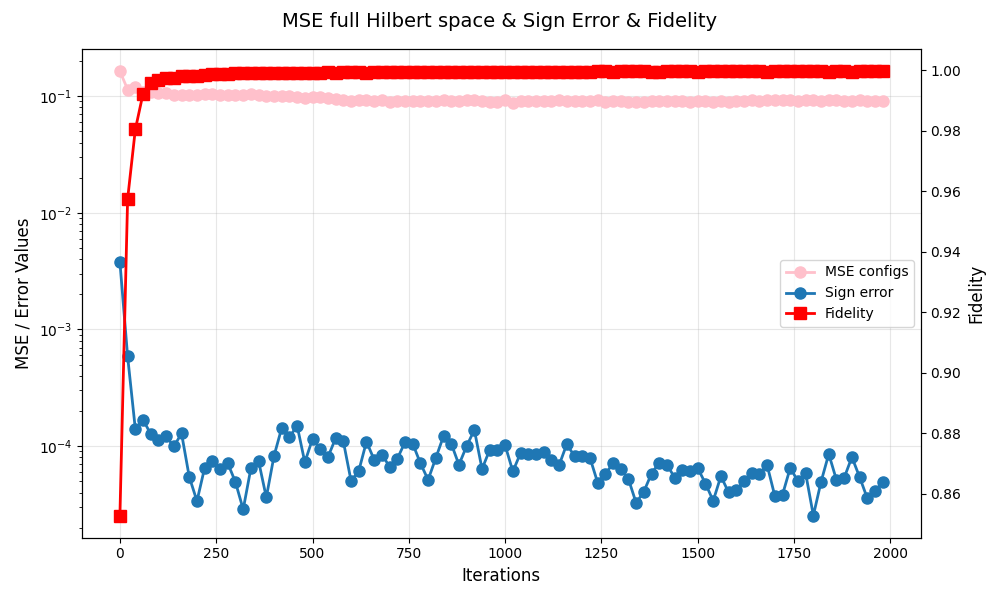 MSE full Hilbert space & Sign Error & Fidelity
MSE / Error Values
10⁻¹
10⁻²
10⁻³
10⁻⁴
1.00
0.98
0.96
0.94
0.92
0.90
0.88
0.86
Fidelity
MSE configs
Sign error
Fidelity
0 250 500 750 1000 1250 1500 1750 2000
Iterations